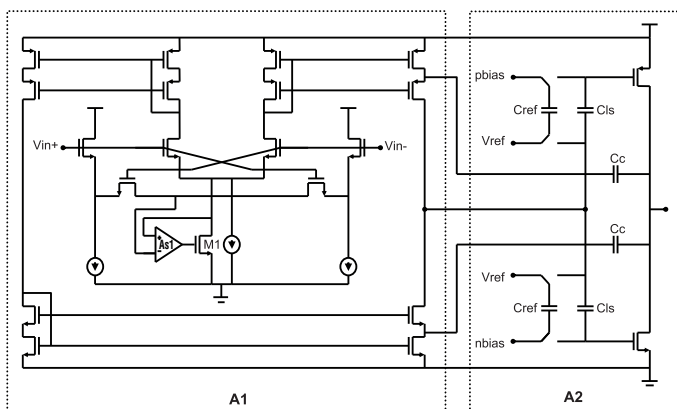 pbias
Cref
Cls
Vin+
Vin-
Vref
Cc
+
As1
-
M1
Cc
Vref
Cref
Cls
nbias
A1
A2